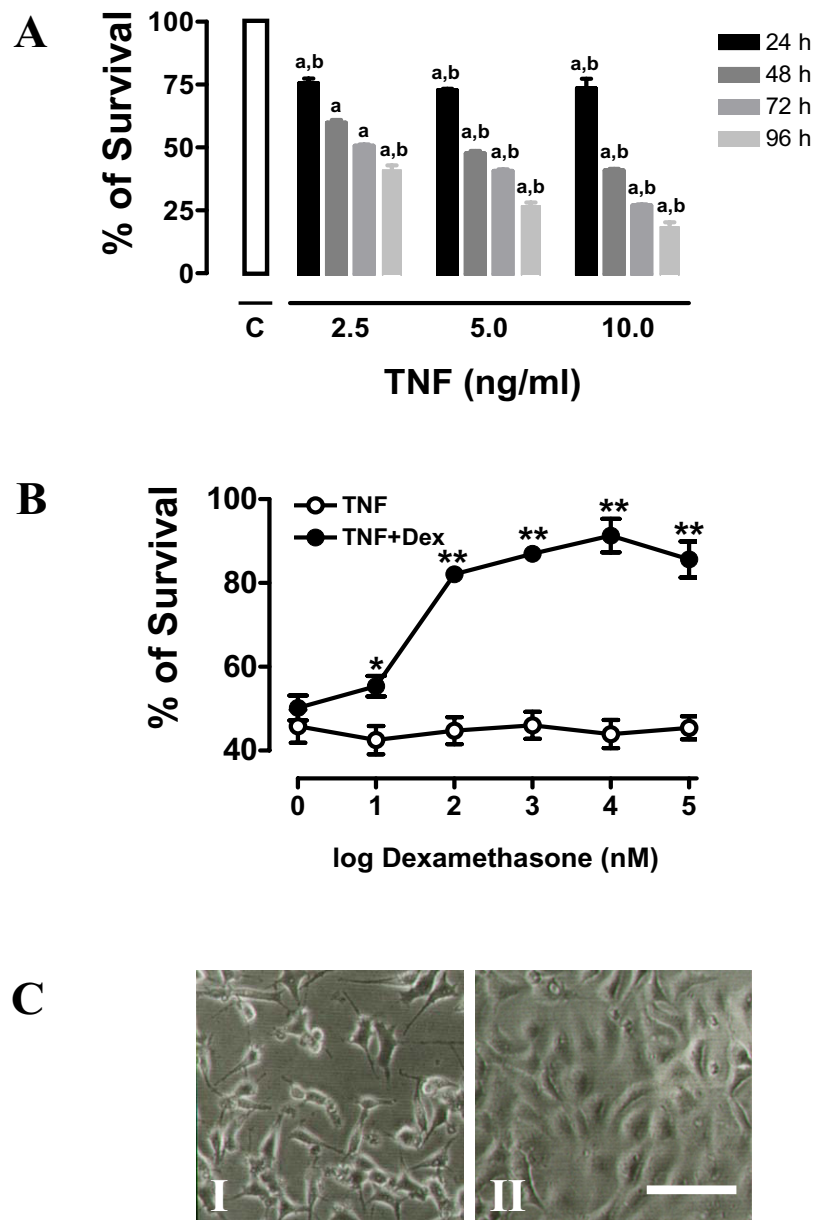 A
% of Survival
100
75
50
25
0
a,b
a
a
a,b
a,b
a,b
a,b
a,b
a,b
a,b
a,b
a,b
24 h
48 h
72 h
96 h
C
2.5
5.0
10.0
TNF (ng/ml)
B
% of Survival
100
80
60
40
TNF
TNF+Dex
*
**
**
**
**
0
1
2
3
4
5
log Dexamethasone (nM)
C
I
II